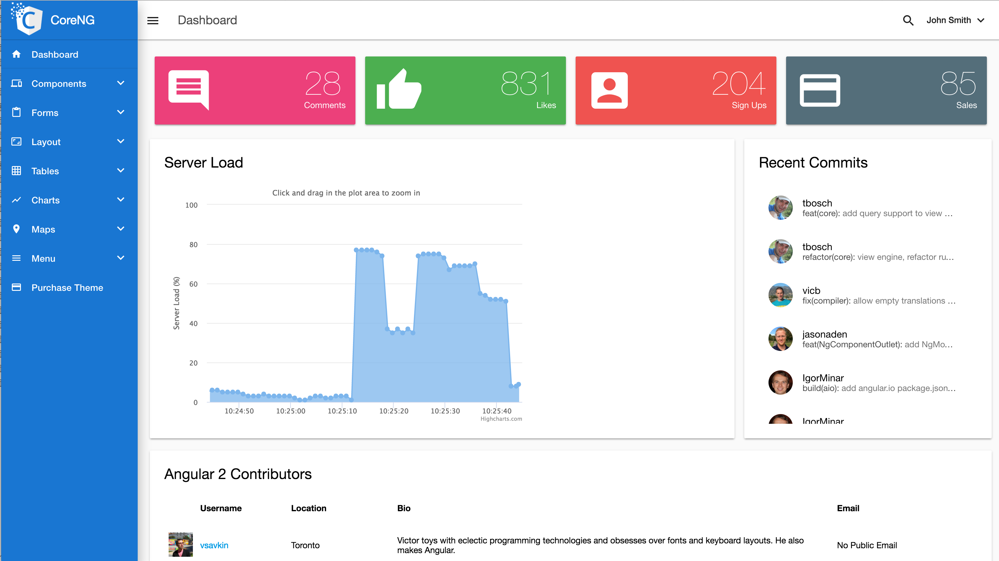 CoreNG
Dashboard
John Smith
Dashboard
Components
Forms
Layout
Tables
Charts
Maps
Menu
Purchase Theme
28
Comments
831
Likes
204
Sign Ups
85
Sales
Server Load
Click and drag in the plot area to zoom in
100
80
60
40
20
0
Server Load (%)
10:24:50 10:25:00 10:25:10 10:25:20 10:25:30 10:25:40
Highcharts.com
Recent Commits
tbosch
feat(core): add query support to view …
tbosch
refactor(core): view engine, refactor ru…
vicb
fix(compiler): allow empty translations …
jasonaden
feat(NgComponentOutlet): add NgMo…
IgorMinar
build(aio): add angular.io package.json…
IgorMinar
Angular 2 Contributors
Username Location Bio Email
vsavkin Toronto Victor toys with eclectic programming technologies and obsesses over fonts and keyboard layouts. He also
makes Angular.
No Public Email